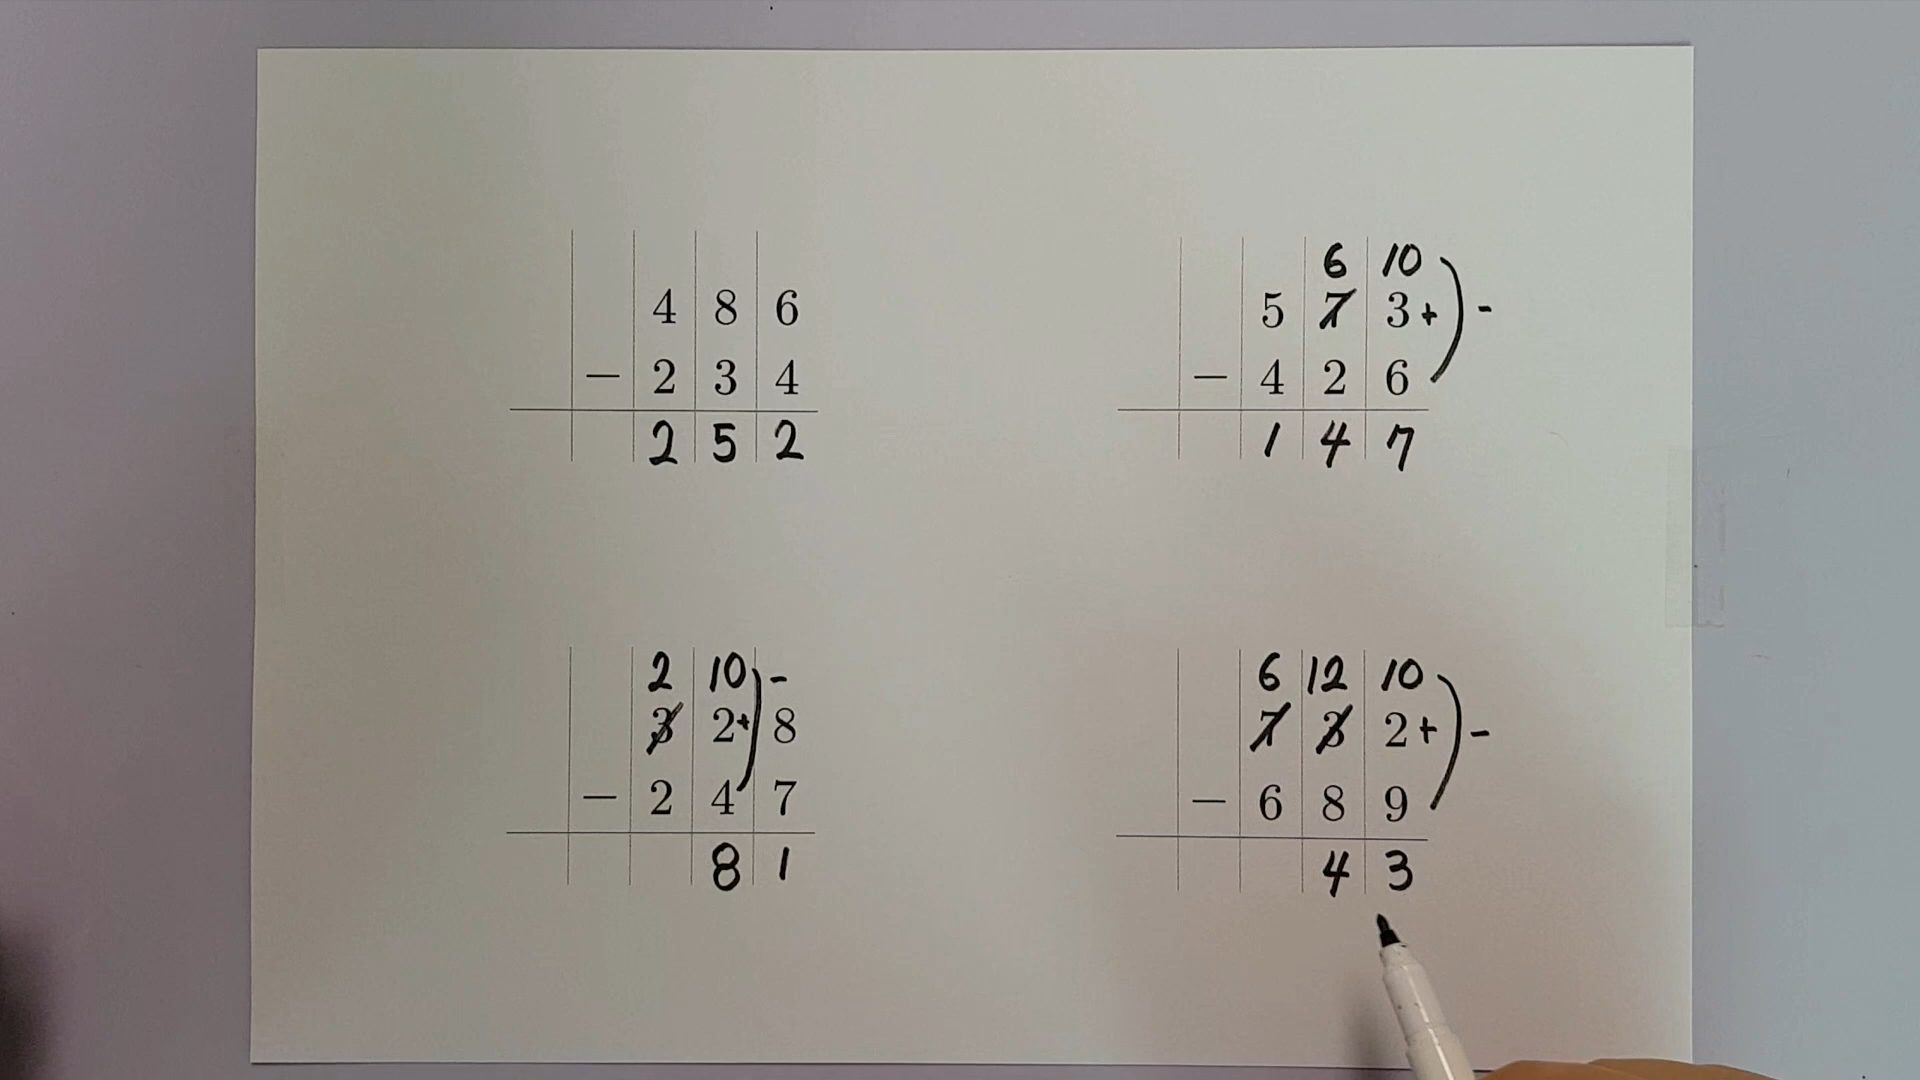 4 8 6
− 2 3 4
2 5 2
6 10
5 7 3 + -
− 4 2 6
1 4 7
2 10 -
3 2 + 8
− 2 4 7
8 1
6 12 10
7 3 2 + -
− 6 8 9
4 3